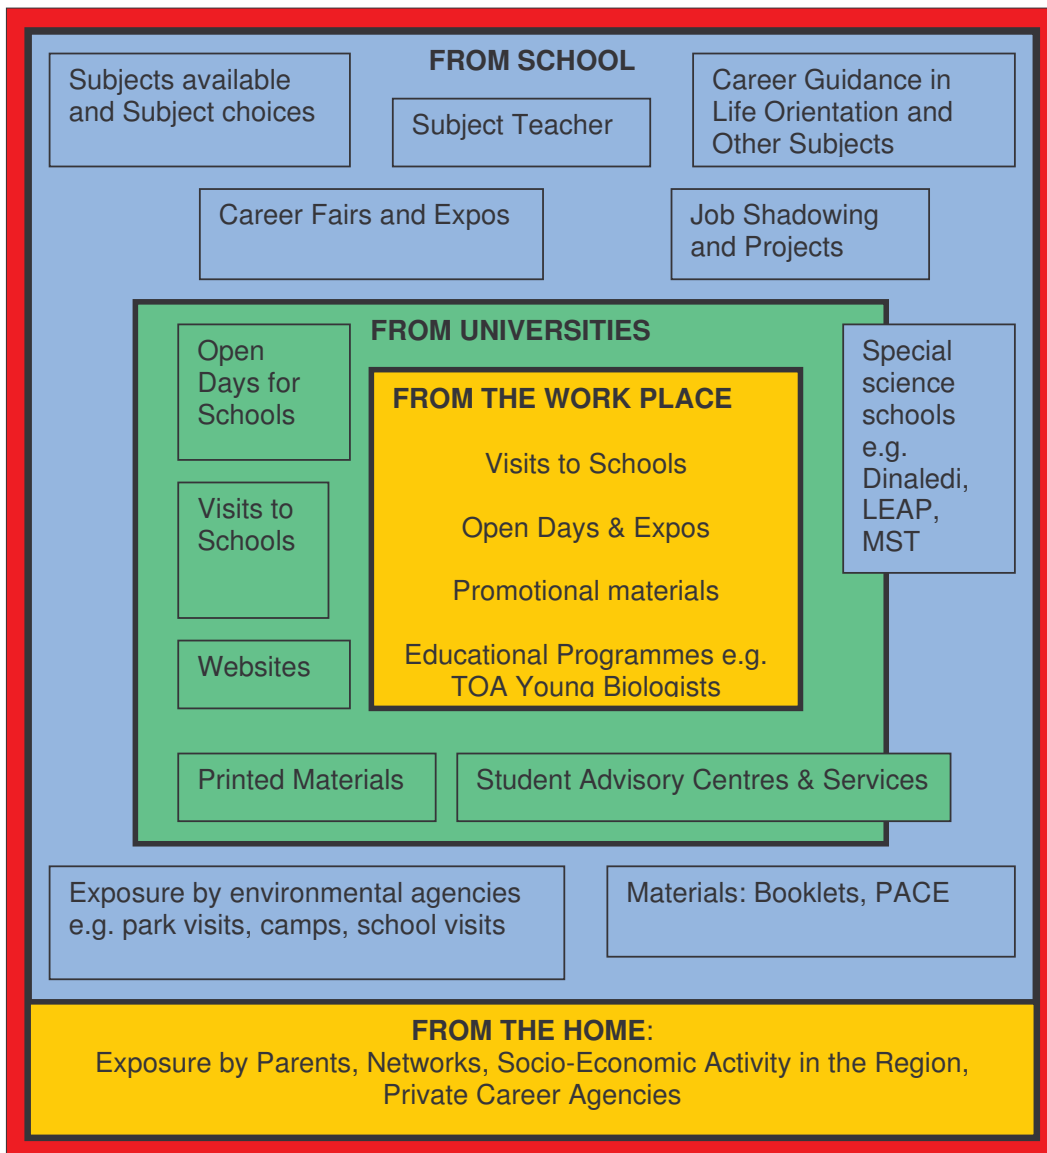 FROM SCHOOL
Subjects available
and Subject choices
Subject Teacher
Career Guidance in
Life Orientation and
Other Subjects
Career Fairs and Expos
Job Shadowing
and Projects
FROM UNIVERSITIES
Open
Days for
Schools
Visits to
Schools
Websites
FROM THE WORK PLACE
Visits to Schools
Open Days & Expos
Promotional materials
Educational Programmes e.g.
TOA Young Biologists
Special
science
schools
e.g.
Dinaledi,
LEAP,
MST
Printed Materials
Student Advisory Centres & Services
Exposure by environmental agencies
e.g. park visits, camps, school visits
Materials: Booklets, PACE
FROM THE HOME:
Exposure by Parents, Networks, Socio-Economic Activity in the Region,
Private Career Agencies